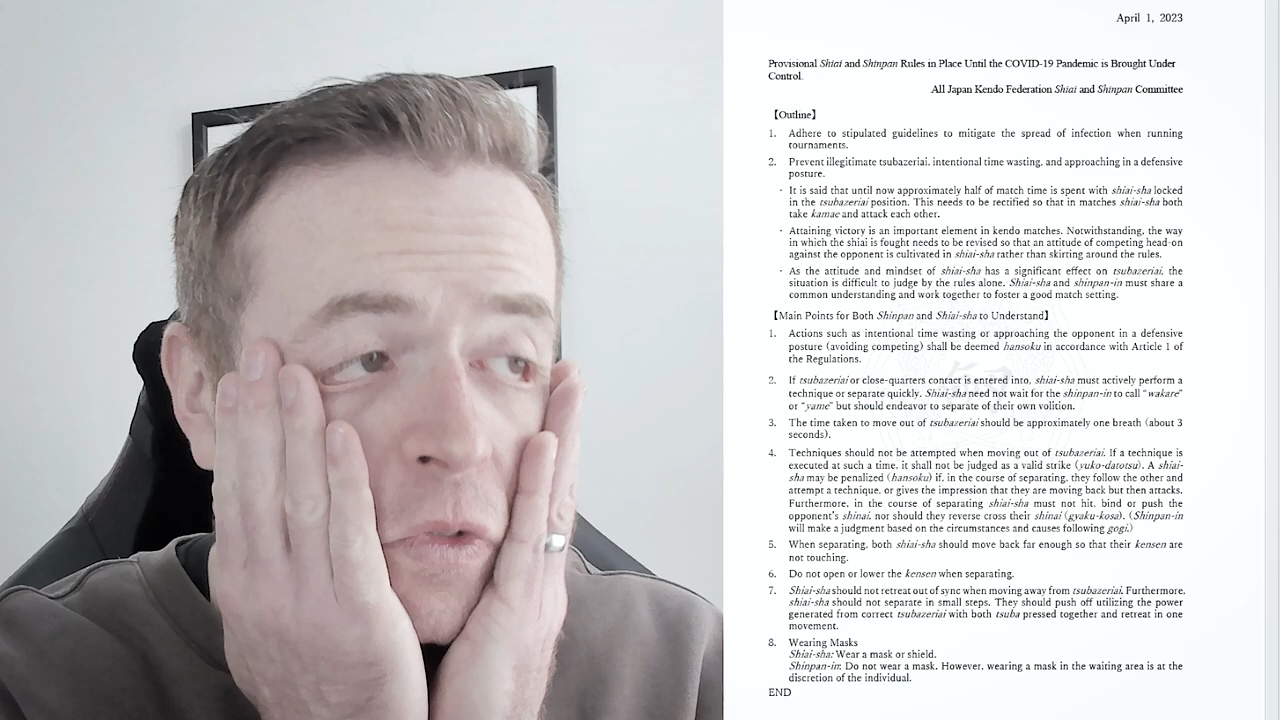 April 1, 2023
Provisional Shiai and Shinpan Rules in Place Until the COVID-19 Pandemic is Brought Under
Control.
All Japan Kendo Federation Shiai and Shinpan Committee
【Outline】
1. Adhere to stipulated guidelines to mitigate the spread of infection when running
tournaments.
2. Prevent illegitimate tsubazeriai, intentional time wasting, and approaching in a defensive
posture.
· It is said that until now approximately half of match time is spent with shiai-sha locked
in the tsubazeriai position. This needs to be rectified so that in matches shiai-sha both
take kamae and attack each other.
· Attaining victory is an important element in kendo matches. Notwithstanding, the way
in which the shiai is fought needs to be revised so that an attitude of competing head-on
against the opponent is cultivated in shiai-sha rather than skirting around the rules.
· As the attitude and mindset of shiai-sha has a significant effect on tsubazeriai, the
situation is difficult to judge by the rules alone. Shiai-sha and shinpan-in must share a
common understanding and work together to foster a good match setting.
【Main Points for Both Shinpan and Shiai-sha to Understand】
1. Actions such as intentional time wasting or approaching the opponent in a defensive
posture (avoiding competing) shall be deemed hansoku in accordance with Article 1 of
the Regulations.
2. If tsubazeriai or close-quarters contact is entered into, shiai-sha must actively perform a
technique or separate quickly. Shiai-sha need not wait for the shinpan-in to call "wakare"
or "yame" but should endeavor to separate of their own volition.
3. The time taken to move out of tsubazeriai should be approximately one breath (about 3
seconds).
4. Techniques should not be attempted when moving out of tsubazeriai. If a technique is
executed at such a time, it shall not be judged as a valid strike (yuko-datotsu). A shiai-
sha may be penalized (hansoku) if, in the course of separating, they follow the other and
attempt a technique, or gives the impression that they are moving back but then attacks.
Furthermore, in the course of separating shiai-sha must not hit, bind or push the
opponent's shinai, nor should they reverse cross their shinai (gyaku-kosa). (Shinpan-in
will make a judgment based on the circumstances and causes following gogi.)
5. When separating, both shiai-sha should move back far enough so that their kensen are
not touching.
6. Do not open or lower the kensen when separating.
7. Shiai-sha should not retreat out of sync when moving away from tsubazeriai. Furthermore,
shiai-sha should not separate in small steps. They should push off utilizing the power
generated from correct tsubazeriai with both tsuba pressed together and retreat in one
movement.
8. Wearing Masks
Shiai-sha: Wear a mask or shield.
Shinpan-in: Do not wear a mask. However, wearing a mask in the waiting area is at the
discretion of the individual.
END